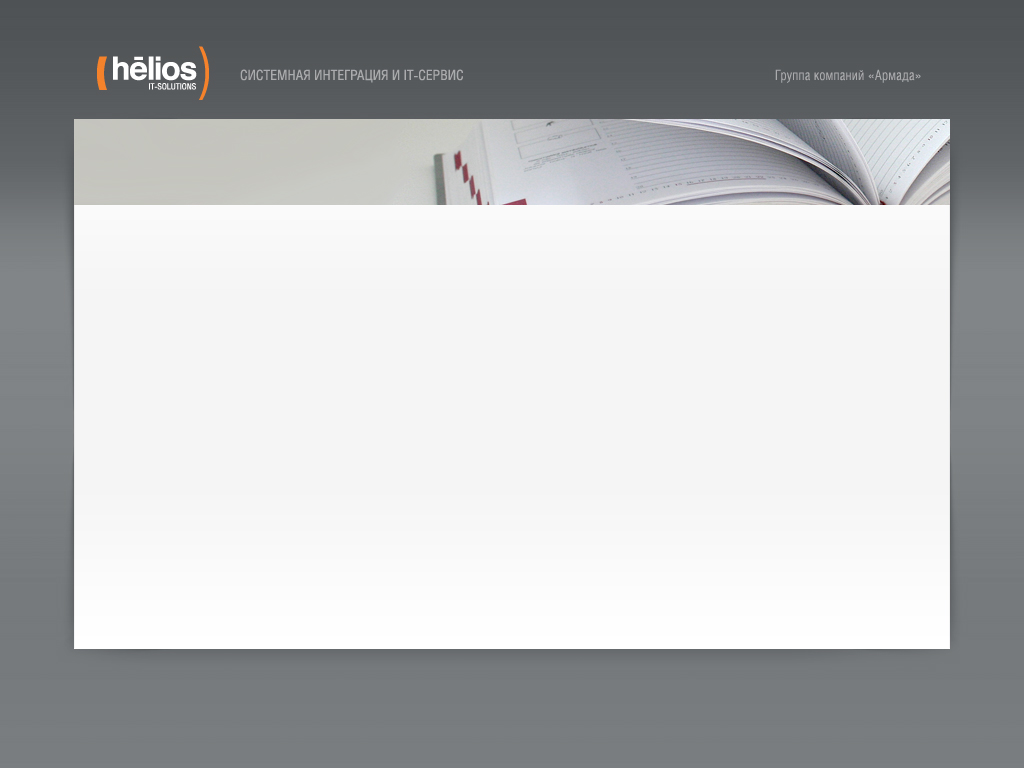 hēlios
IT-SOLUTIONS
СИСТЕМНАЯ ИНТЕГРАЦИЯ И IT-СЕРВИС
Группа компаний «Армада»